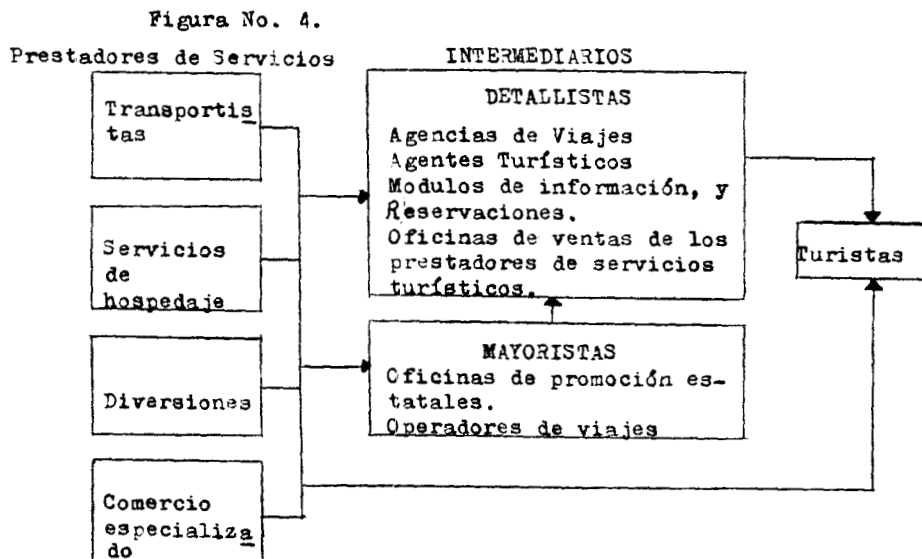 Figura No. 4.
Prestadores de Servicios
Transportis
tas
Servicios
de
hospedaje
Diversiones
Comercio
especializa
do
INTERMEDIARIOS
DETALLISTAS
Agencias de Viajes
Agentes Turísticos
Modulos de información, y
Reservaciones.
Oficinas de ventas de los
prestadores de servicios
turísticos.
MAYORISTAS
Oficinas de promoción es-
tatales.
Operadores de viajes
Turistas